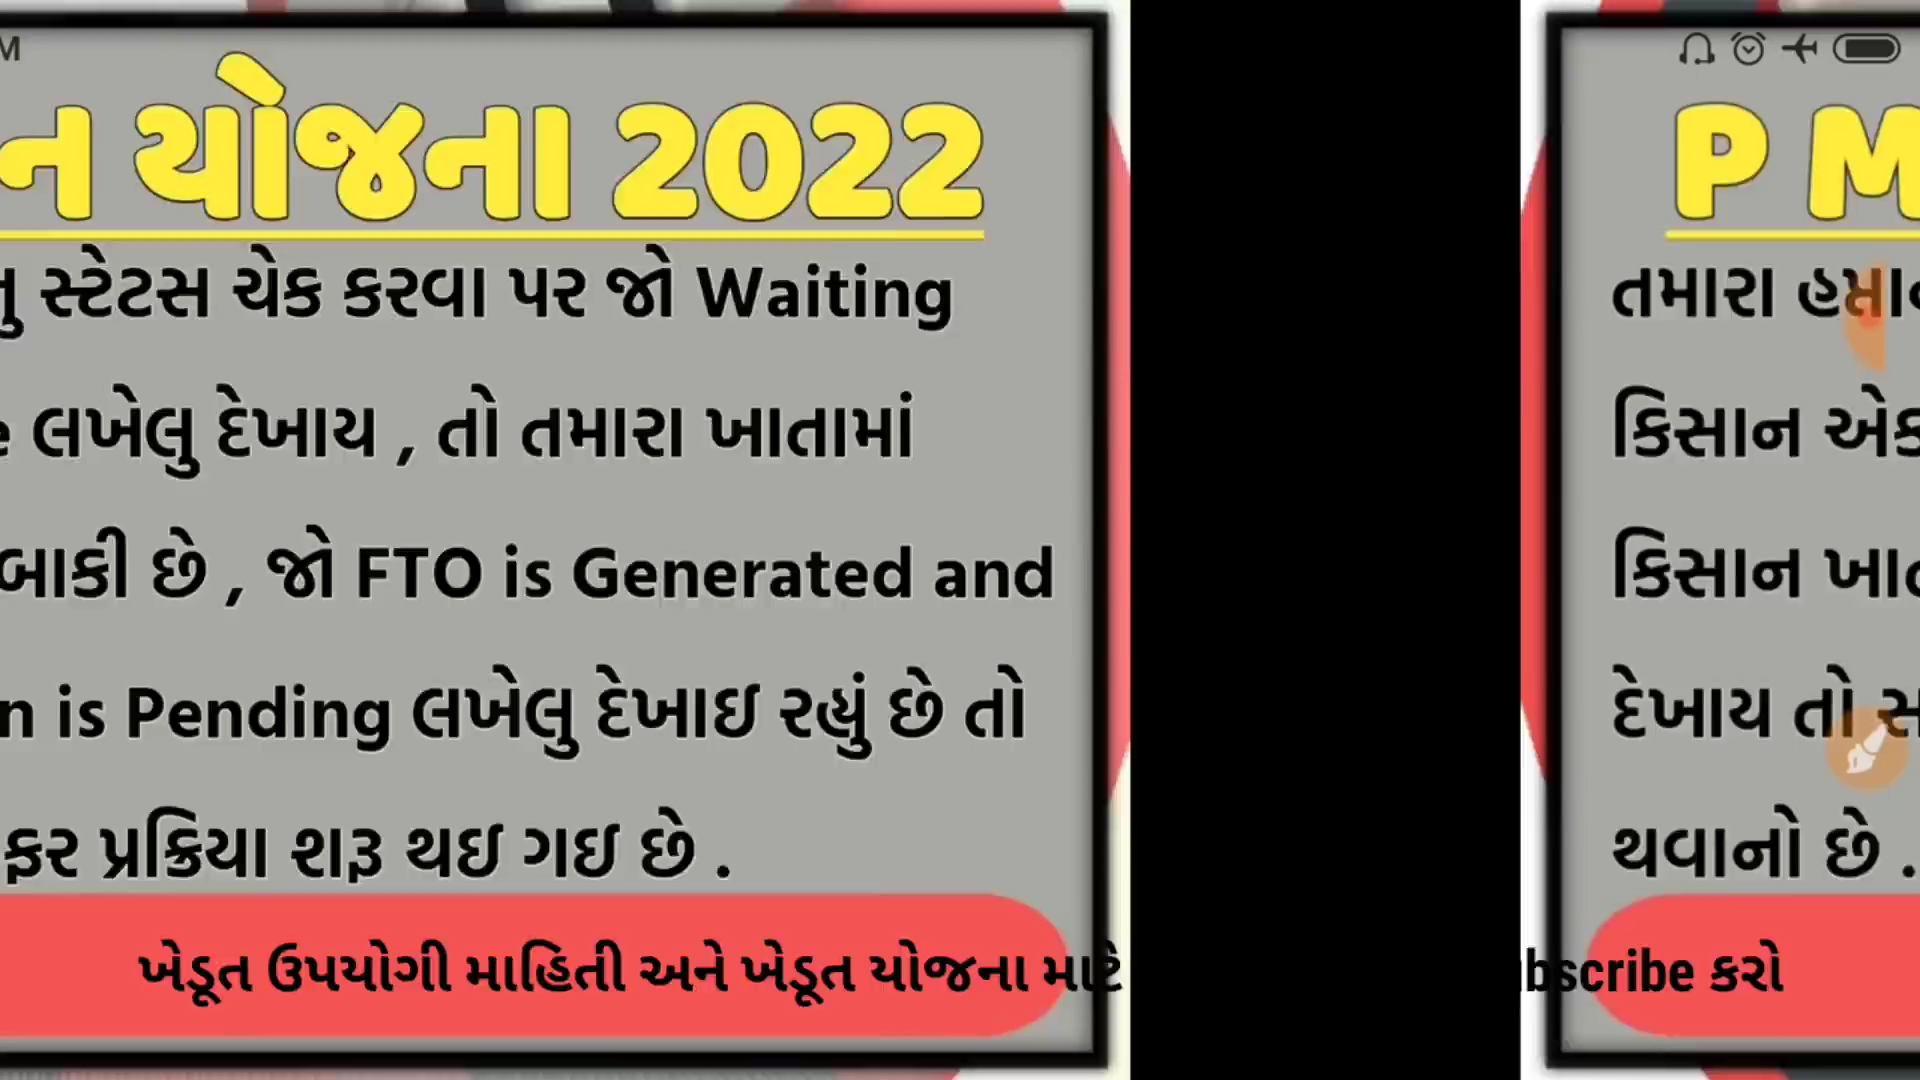 ન યોજના 2022
સ્ટેટસ ચેક કરવા પર જો Waiting
લખેલુ દેખાય , તો તમારા ખાતામાં
બાકી છે , જો FTO is Generated and
is Pending લખેલુ દેખાઇ રહ્યું છે તો
ફર પ્રક્રિયા શરૂ થઇ ગઇ છે .
ખેડૂત ઉપયોગી માહિતી અને ખેડૂત યોજના માટે
P M
તમારા
કિસાન
કિસાન
દેખાય તો
થવાનો છે .
ubscribe કરો